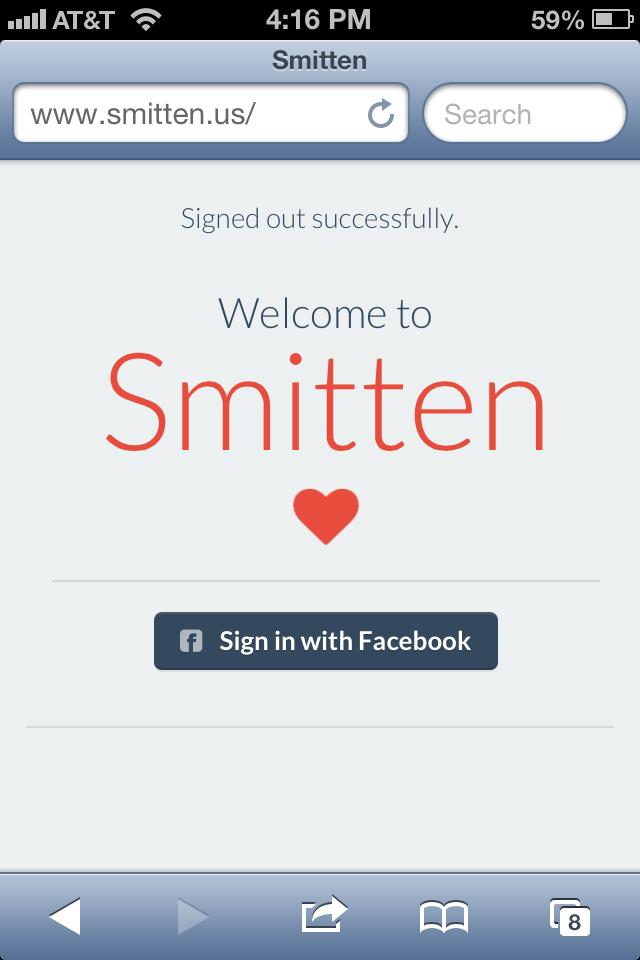 AT&T 4:16 PM 59%
Smitten
www.smitten.us/ Search
Signed out successfully.
Welcome to
Smitten
Sign in with Facebook
8